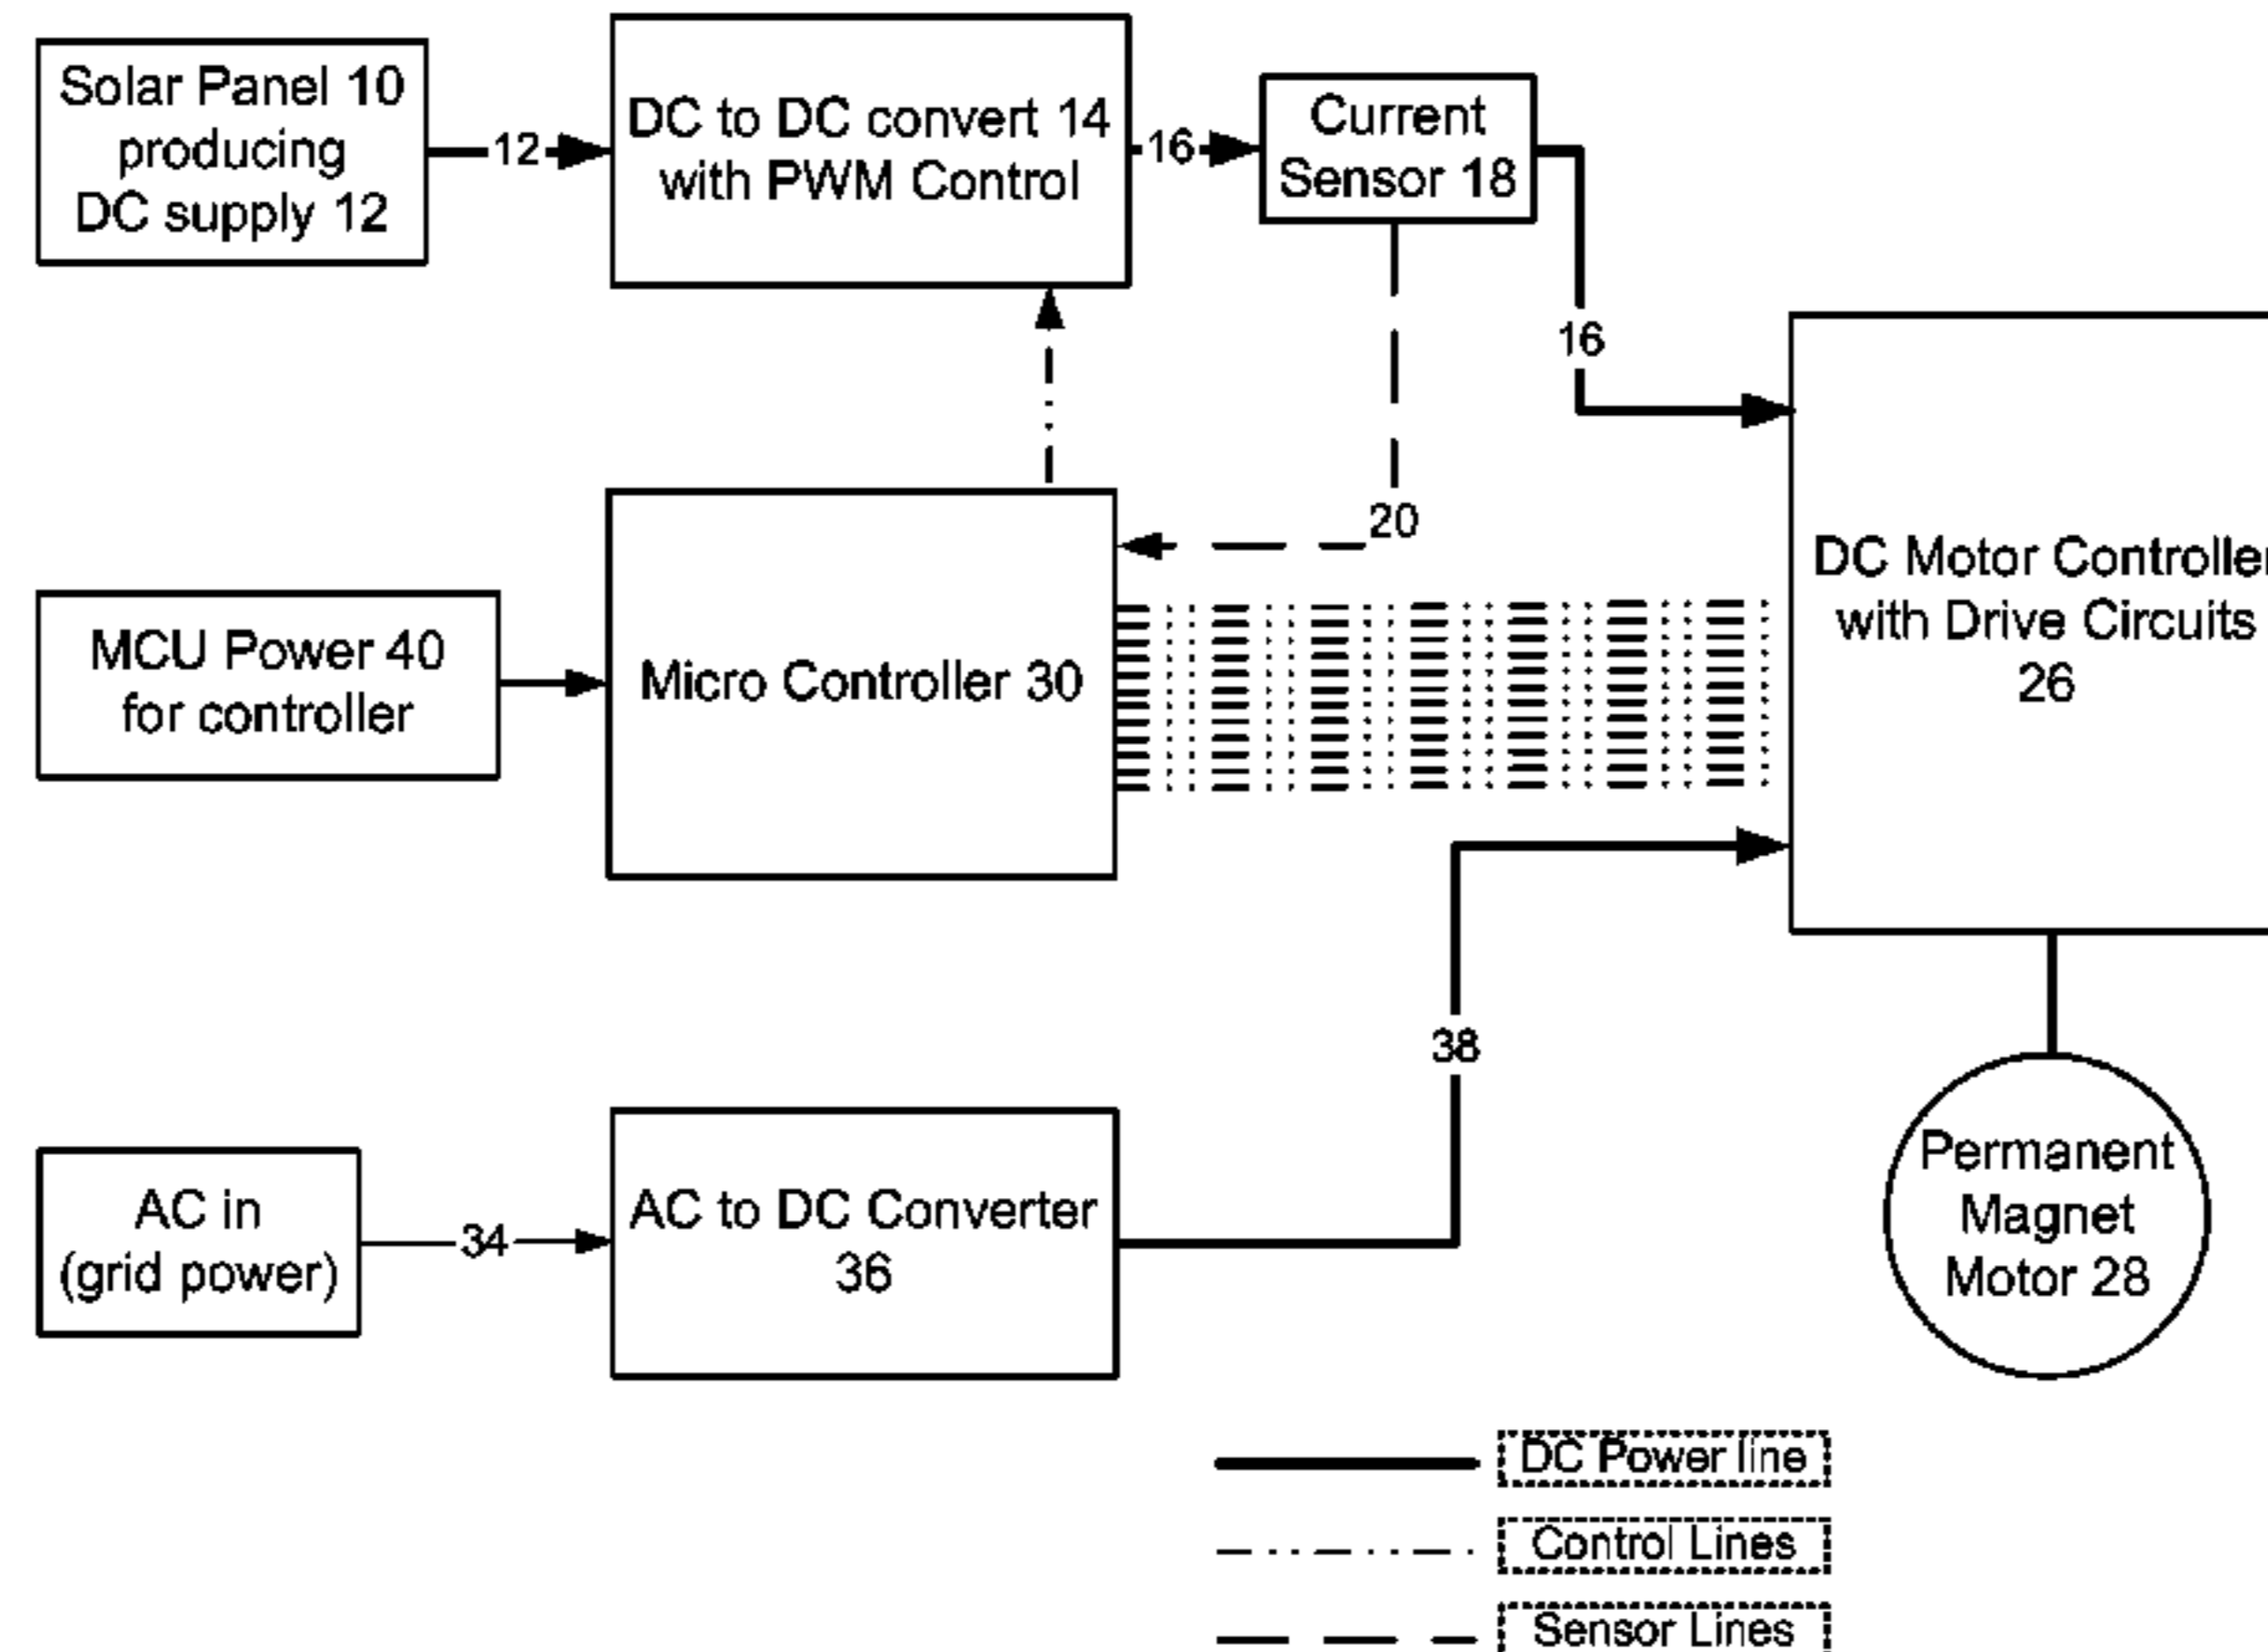 Solar Panel 10
producing
DC supply 12
12
DC to DC convert 14
with PWM Control
16
Current
Sensor 18
16
20
MCU Power 40
for controller
Micro Controller 30
DC Motor Controller
with Drive Circuits
26
38
AC in
(grid power)
34
AC to DC Converter
36
Permanent
Magnet
Motor 28
DC Power line
Control Lines
Sensor Lines